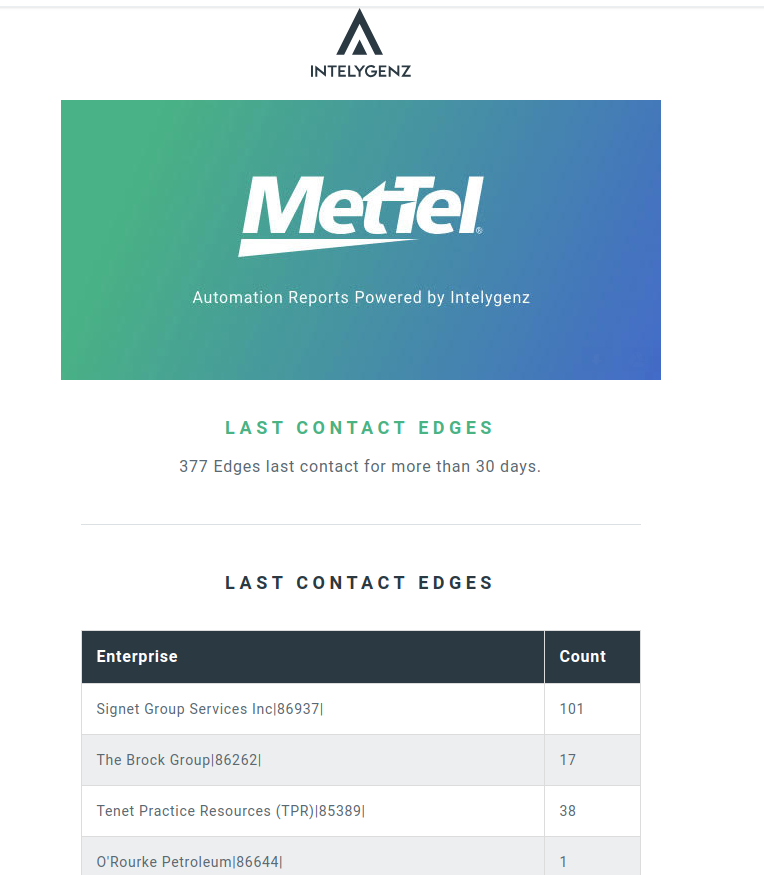 INTELYGENZ
MetTel®
Automation Reports Powered by Intelygenz
LAST CONTACT EDGES
377 Edges last contact for more than 30 days.
LAST CONTACT EDGES
Enterprise Count
Signet Group Services Inc|86937| 101
The Brock Group|86262| 17
Tenet Practice Resources (TPR)|85389| 38
O'Rourke Petroleum|86644| 1